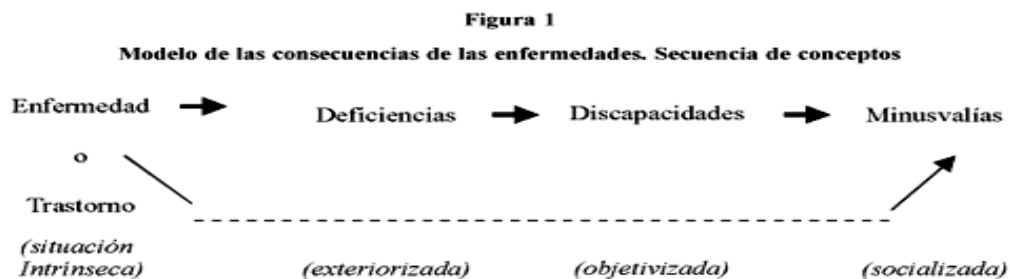 Figura 1
Modelo de las consecuencias de las enfermedades. Secuencia de conceptos
Enfermedad Deficiencias Discapacidades Minusvalías
o
Trastorno
(situación
Intrínseca) (exteriorizada) (objetivizada) (socializada)